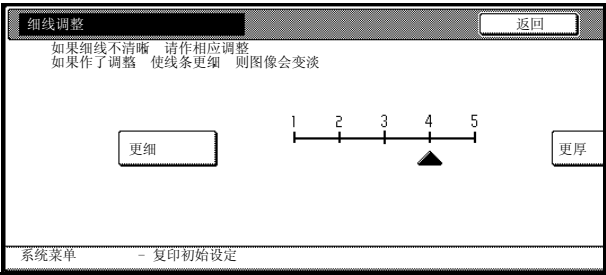 细线调整
返回
如果细线不清晰 请作相应调整
如果作了调整 使线条更细 则图像会变淡
1 2 3 4 5
更细
更厚
系统菜单 - 复印初始设定